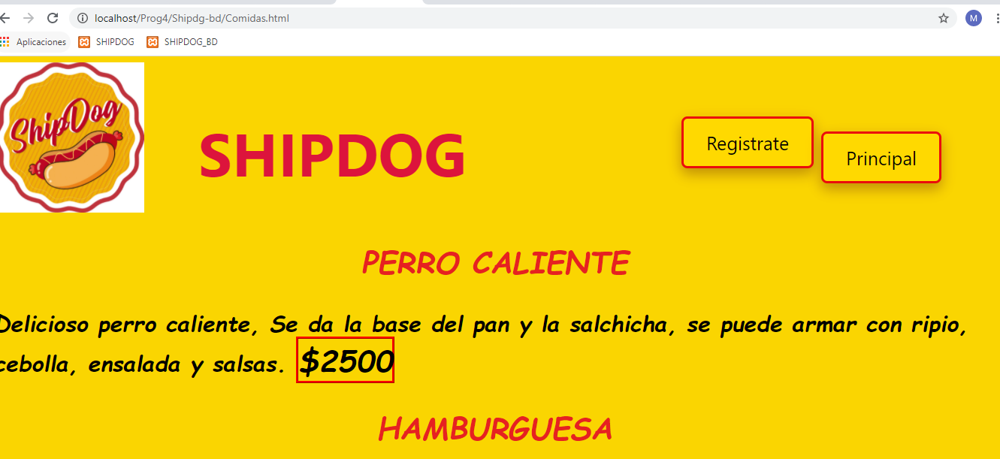 localhost/Prog4/Shipdg-bd/Comidas.html
M
Aplicaciones SHIPDOG SHIPDOG_BD
ShipDog
SHIPDOG
Registrate
Principal
PERRO CALIENTE
Delicioso perro caliente, Se da la base del pan y la salchicha, se puede armar con ripio,
cebolla, ensalada y salsas. $2500
HAMBURGUESA